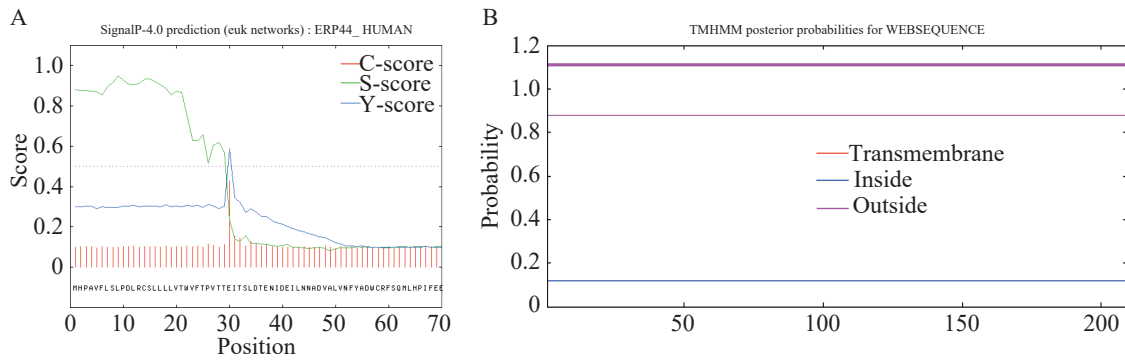 A
SignalP-4.0 prediction (euk networks) : ERP44_ HUMAN
C-score
S-score
Y-score
Score
1.0
0.8
0.6
0.4
0.2
0
MHPAVFLSLPDLRCSLLLLVTWVFTPVTTEITSLDTENIDEILNNADVALVNFYADWCRFSQMLHPIFEE
0 10 20 30 40 50 60 70
Position
B
TMHMM posterior probabilities for WEBSEQUENCE
Probability
1.2
1.0
0.8
0.6
0.4
0.2
0
Transmembrane
Inside
Outside
50 100 150 200